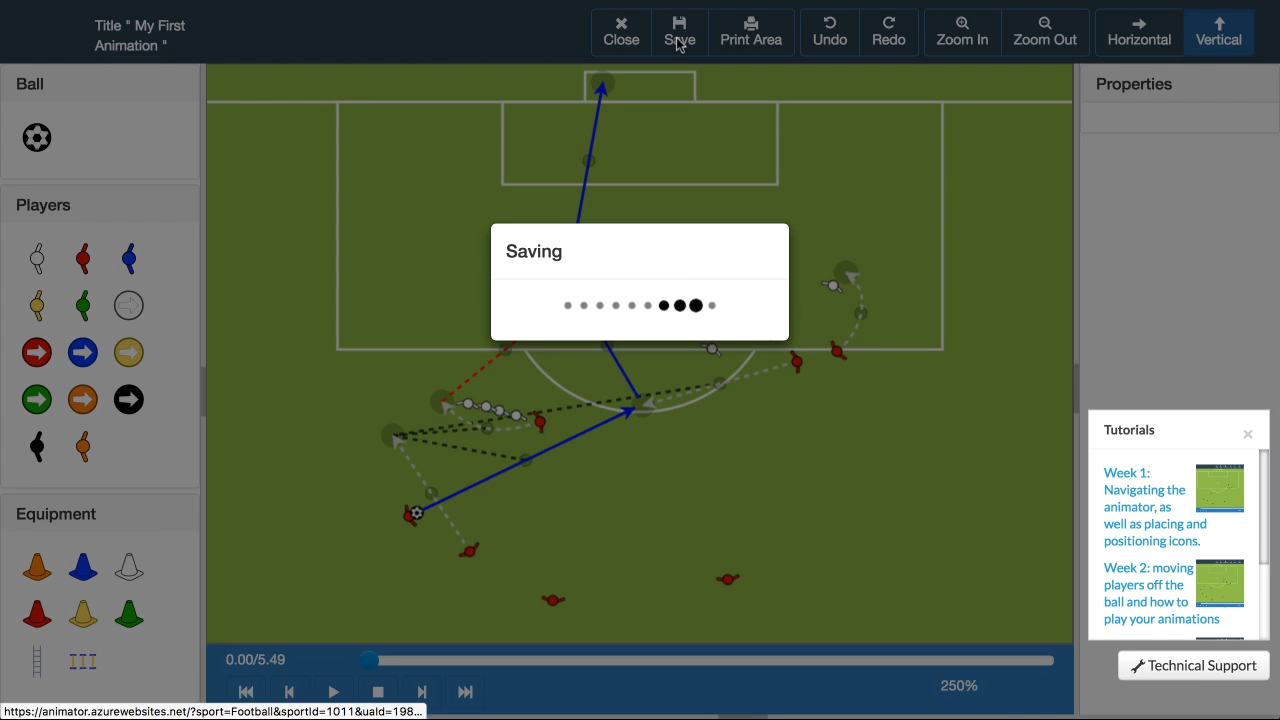 Title " My First
Animation "
Close
Save
Print Area
Undo
Redo
Zoom In
Zoom Out
Horizontal
Vertical
Ball
Players
Equipment
Saving
Properties
Tutorials
×
Week 1:
Navigating the
animator, as
well as placing and
positioning icons.
Week 2: moving
players off the
ball and how to
play your animations
Technical Support
0.00/5.49
250%
https://animator.azurewebsites.net/?sport=Football&sportId=1011&uaId=198...